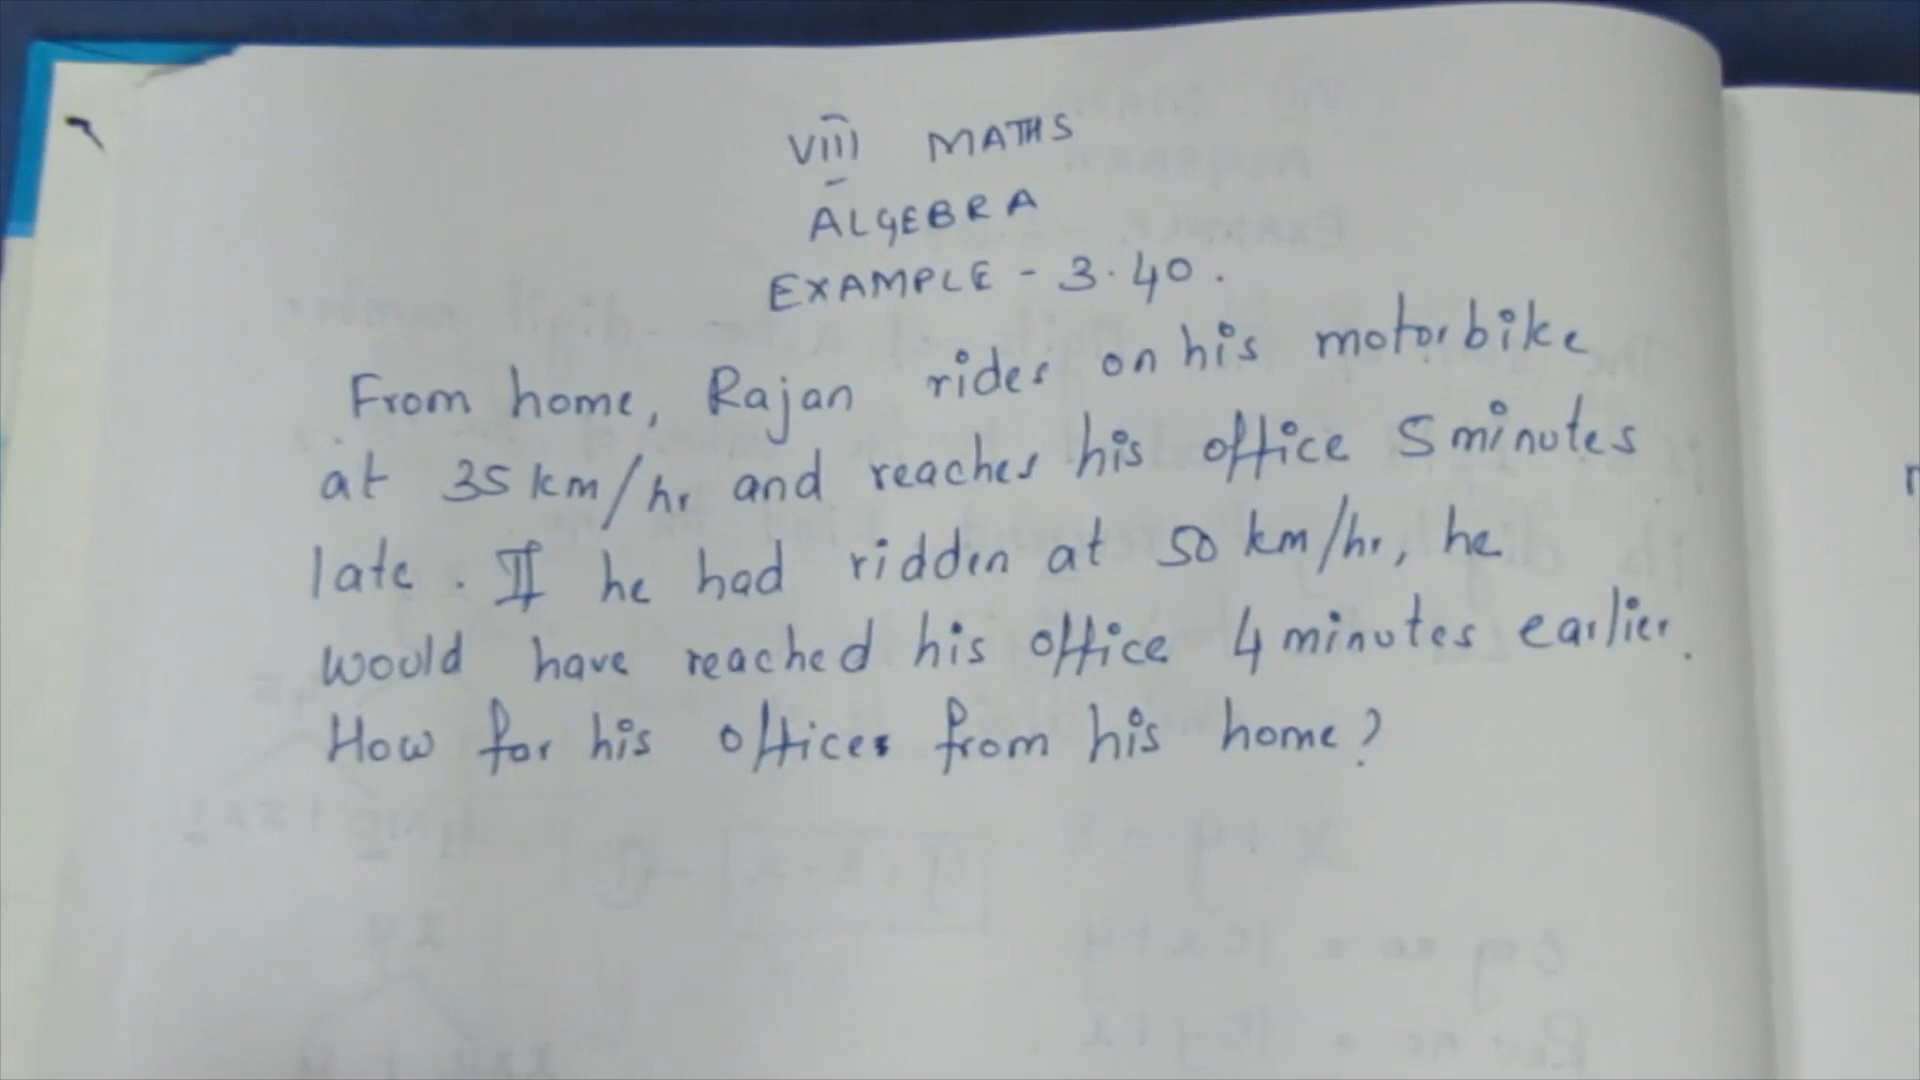 VIII MATHS
ALGEBRA
EXAMPLE - 3.40.
From home, Rajan rides on his motorbike
at 35 km/hr and reaches his office 5 minutes
late. If he had ridden at 50 km/hr, he
would have reached his office 4 minutes earlier.
How far his office from his home?